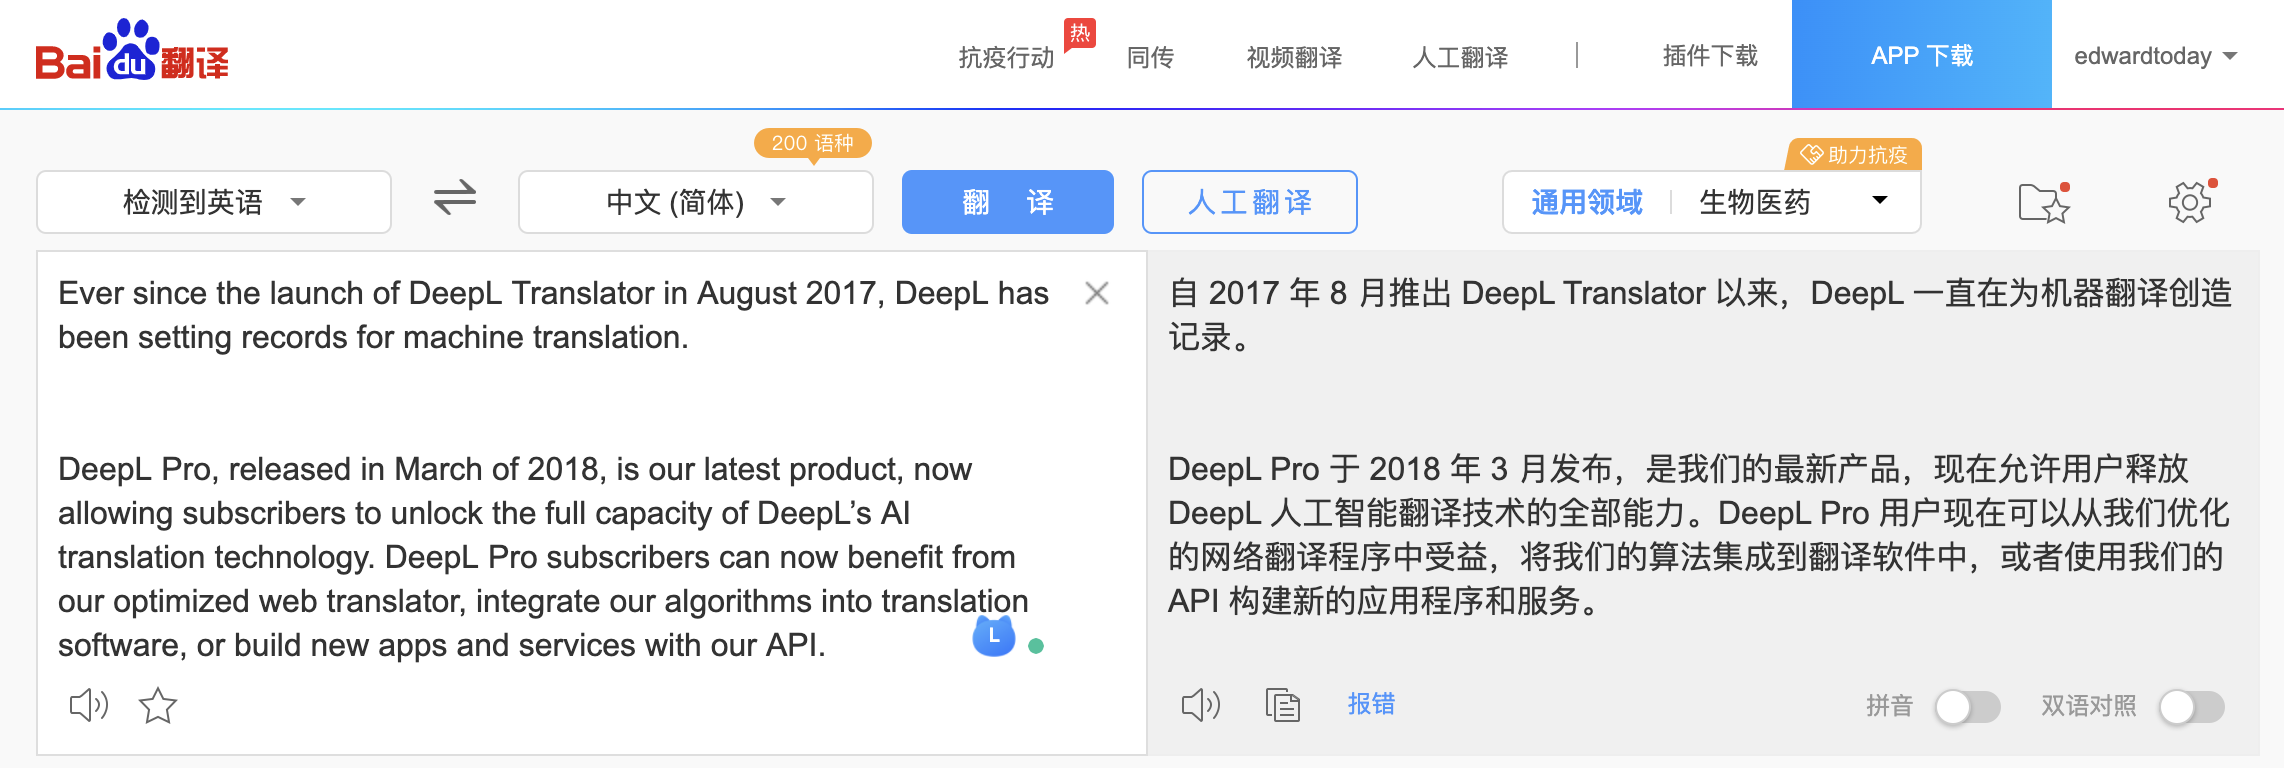 Baidu翻译
抗疫行动 热 同传 视频翻译 人工翻译 | 插件下载 APP 下载 edwardtoday
200 语种
助力抗疫
检测到英语 中文 (简体) 翻 译 人工翻译 通用领域 生物医药
Ever since the launch of DeepL Translator in August 2017, DeepL has
been setting records for machine translation.
DeepL Pro, released in March of 2018, is our latest product, now
allowing subscribers to unlock the full capacity of DeepL’s AI
translation technology. DeepL Pro subscribers can now benefit from
our optimized web translator, integrate our algorithms into translation
software, or build new apps and services with our API.
L
自 2017 年 8 月推出 DeepL Translator 以来，DeepL 一直在为机器翻译创造
记录。
DeepL Pro 于 2018 年 3 月发布，是我们的最新产品，现在允许用户释放
DeepL 人工智能翻译技术的全部能力。DeepL Pro 用户现在可以从我们优化
的网络翻译程序中受益，将我们的算法集成到翻译软件中，或者使用我们的
API 构建新的应用程序和服务。
报错 拼音 双语对照